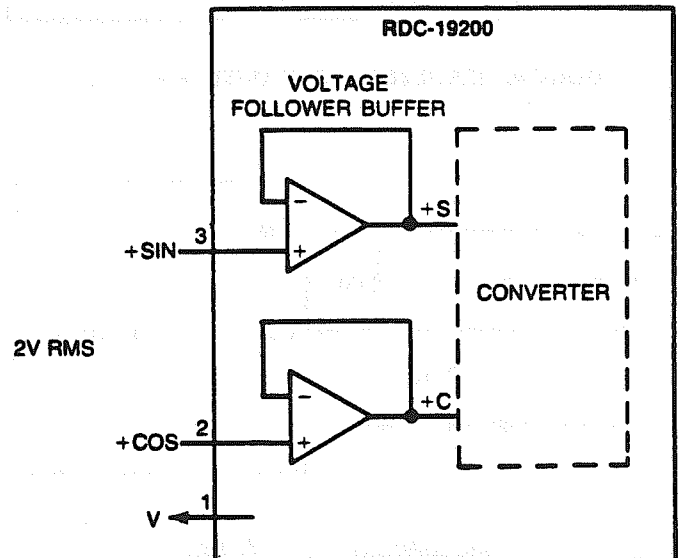 RDC-19200
VOLTAGE
FOLLOWER BUFFER
−
+S
+SIN
3
+
CONVERTER
2V RMS
−
+C
+COS
2
+
1
V